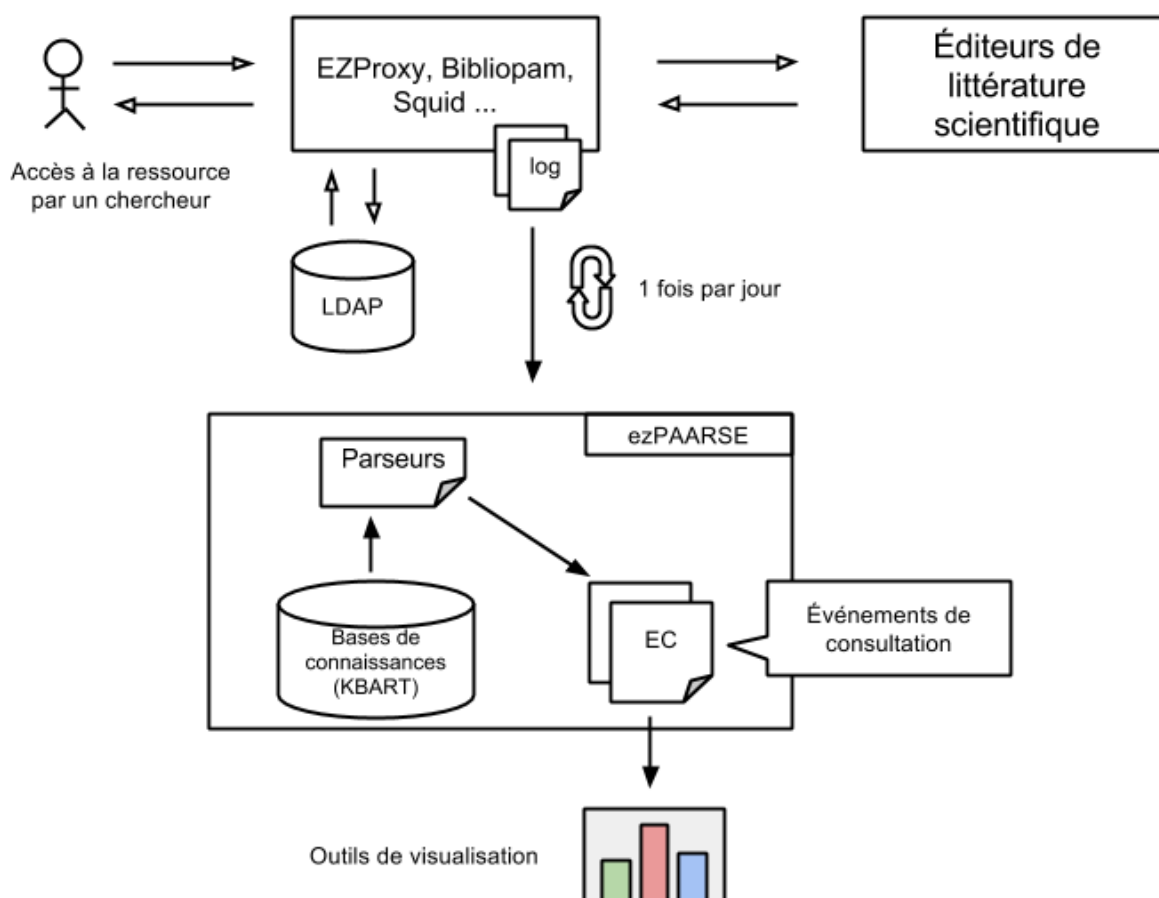 EZProxy, Bibliopam,
Squid ...
Éditeurs de
littérature
scientifique
log
Accès à la ressource
par un chercheur
LDAP
1 fois par jour
ezPAARSE
Parseurs
Bases de
connaissances
(KBART)
EC
Événements de
consultation
Outils de visualisation